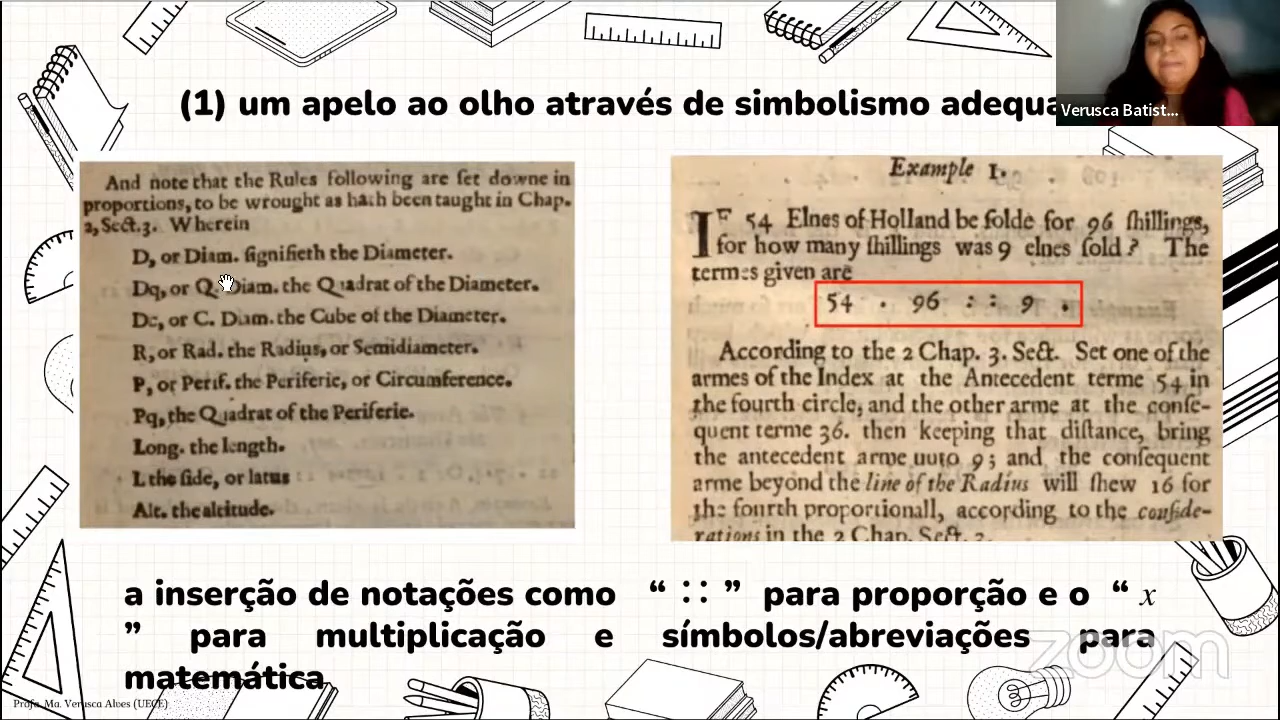 (1) um apelo ao olho através de simbolismo adequa
Verusca Batist...
And note that the Rules following are set downe in
proportions, to be wrought as hath been taught in Chap.
2, Sect.3. Wherein
D, or Diam. signifieth the Diameter.
Dq, or Q. Diam. the Quadrat of the Diameter.
Dc, or C. Diam. the Cube of the Diameter.
R, or Rad. the Radius, or Semidiameter.
P, or Perif. the Periferie, or Circumference.
Pq, the Quadrat of the Periferie.
Long. the length.
L the side, or latus
Alt. the altitude.
Example 1.
IF 54 Elnes of Holland be solde for 96 shillings,
for how many shillings was 9 elnes sold? The
termes given are
54 . 96 :: 9 .
According to the 2 Chap. 3. Sect. Set one of the
armes of the Index at the Antecedent terme 54 in
the fourth circle, and the other arme at the conse-
quent terme 36. then keeping that distance, bring
the antecedent arme unto 9; and the consequent
arme beyond the line of the Radius will shew 16 for
the fourth proportionall, according to the conside-
rations in the 2 Chap. Sect. 3.
a inserção de notações como “ :: ” para proporção e o “ x
” para multiplicação e símbolos/abreviações para
matemática
zoom
Profa. Ma. Verusca Alves (UECE)